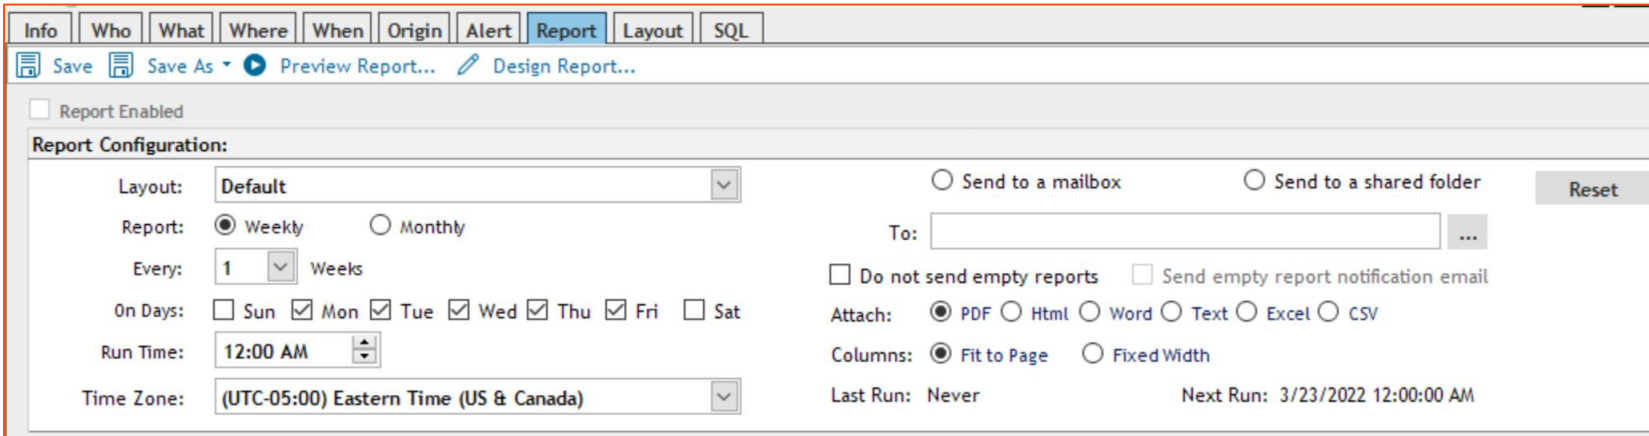 Info Who What Where When Origin Alert Report Layout SQL
Save Save As Preview Report... Design Report...
Report Enabled
Report Configuration:
Layout: Default
Report: Weekly Monthly
Every: 1 Weeks
On Days: Sun Mon Tue Wed Thu Fri Sat
Run Time: 12:00 AM
Time Zone: (UTC-05:00) Eastern Time (US & Canada)
Send to a mailbox Send to a shared folder Reset
To: ...
Do not send empty reports Send empty report notification email
Attach: PDF Html Word Text Excel CSV
Columns: Fit to Page Fixed Width
Last Run: Never Next Run: 3/23/2022 12:00:00 AM